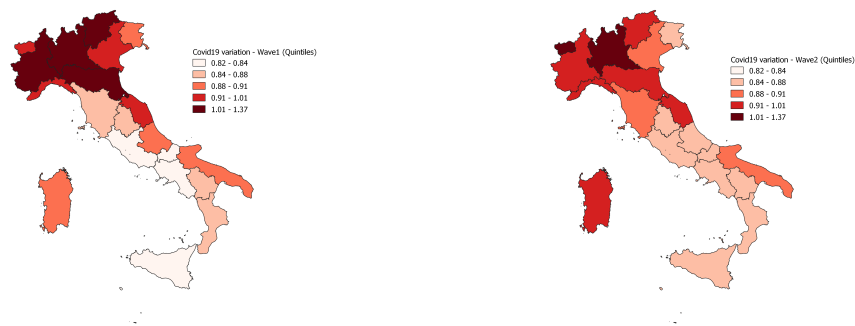 Covid19 variation - Wave1 (Quintiles)
0.82 - 0.84
0.84 - 0.88
0.88 - 0.91
0.91 - 1.01
1.01 - 1.37
Covid19 variation - Wave2 (Quintiles)
0.82 - 0.84
0.84 - 0.88
0.88 - 0.91
0.91 - 1.01
1.01 - 1.37